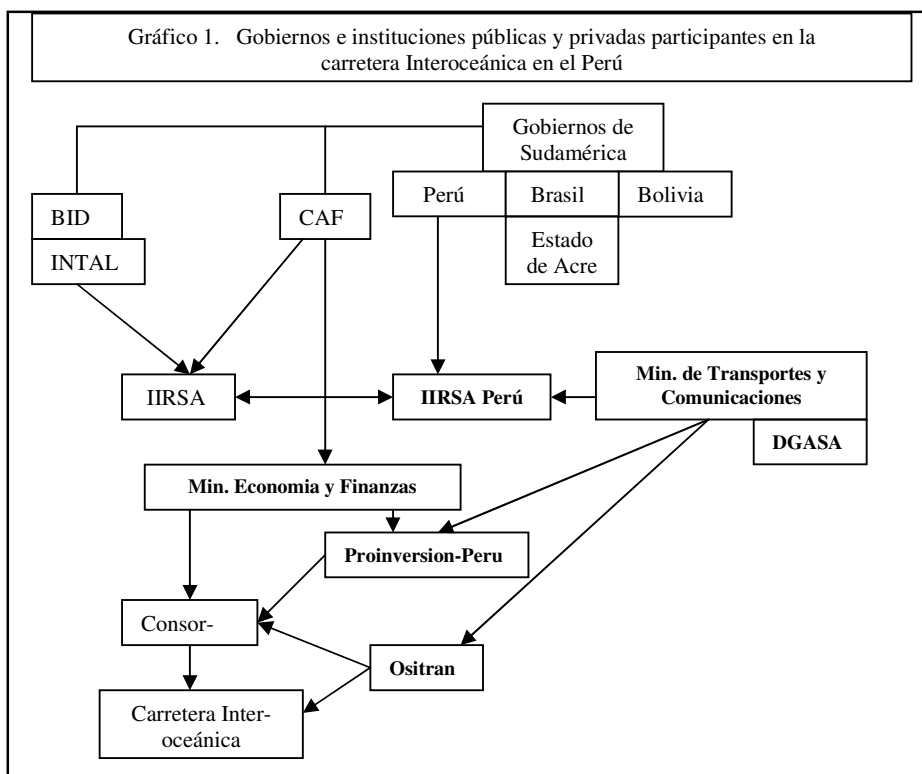 Gráfico 1. Gobiernos e instituciones públicas y privadas participantes en la
carretera Interoceánica en el Perú
Gobiernos de
Sudamérica
Perú
Brasil
Bolivia
BID
CAF
INTAL
Estado
de Acre
IIRSA
IIRSA Perú
Min. de Transportes y
Comunicaciones
DGASA
Min. Economia y Finanzas
Proinversion-Peru
Consor-
Ositran
Carretera Inter-
oceánica